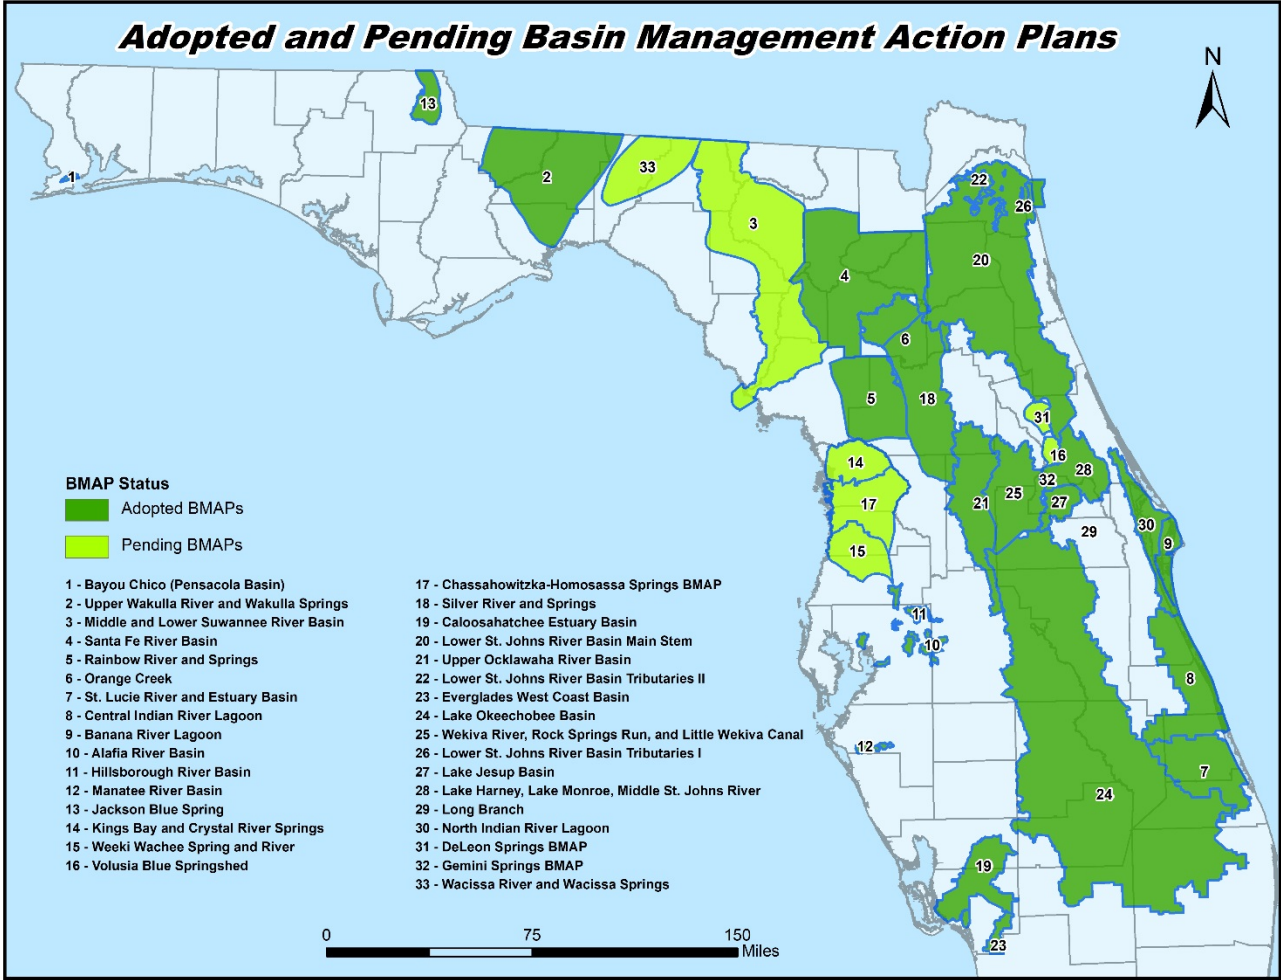 Adopted and Pending Basin Management Action Plans
N
13
1
2
33
3
22
26
20
4
6
5
18
31
16
28
32
14
25
27
21
17
29
30
9
15
11
10
8
12
7
24
19
23
BMAP Status
Adopted BMAPs
Pending BMAPs
1 - Bayou Chico (Pensacola Basin)
2 - Upper Wakulla River and Wakulla Springs
3 - Middle and Lower Suwannee River Basin
4 - Santa Fe River Basin
5 - Rainbow River and Springs
6 - Orange Creek
7 - St. Lucie River and Estuary Basin
8 - Central Indian River Lagoon
9 - Banana River Lagoon
10 - Alafia River Basin
11 - Hillsborough River Basin
12 - Manatee River Basin
13 - Jackson Blue Spring
14 - Kings Bay and Crystal River Springs
15 - Weeki Wachee Spring and River
16 - Volusia Blue Springshed
17 - Chassahowitzka-Homosassa Springs BMAP
18 - Silver River and Springs
19 - Caloosahatchee Estuary Basin
20 - Lower St. Johns River Basin Main Stem
21 - Upper Ocklawaha River Basin
22 - Lower St. Johns River Basin Tributaries II
23 - Everglades West Coast Basin
24 - Lake Okeechobee Basin
25 - Wekiva River, Rock Springs Run, and Little Wekiva Canal
26 - Lower St. Johns River Basin Tributaries I
27 - Lake Jesup Basin
28 - Lake Harney, Lake Monroe, Middle St. Johns River
29 - Long Branch
30 - North Indian River Lagoon
31 - DeLeon Springs BMAP
32 - Gemini Springs BMAP
33 - Wacissa River and Wacissa Springs
0 75 150
Miles